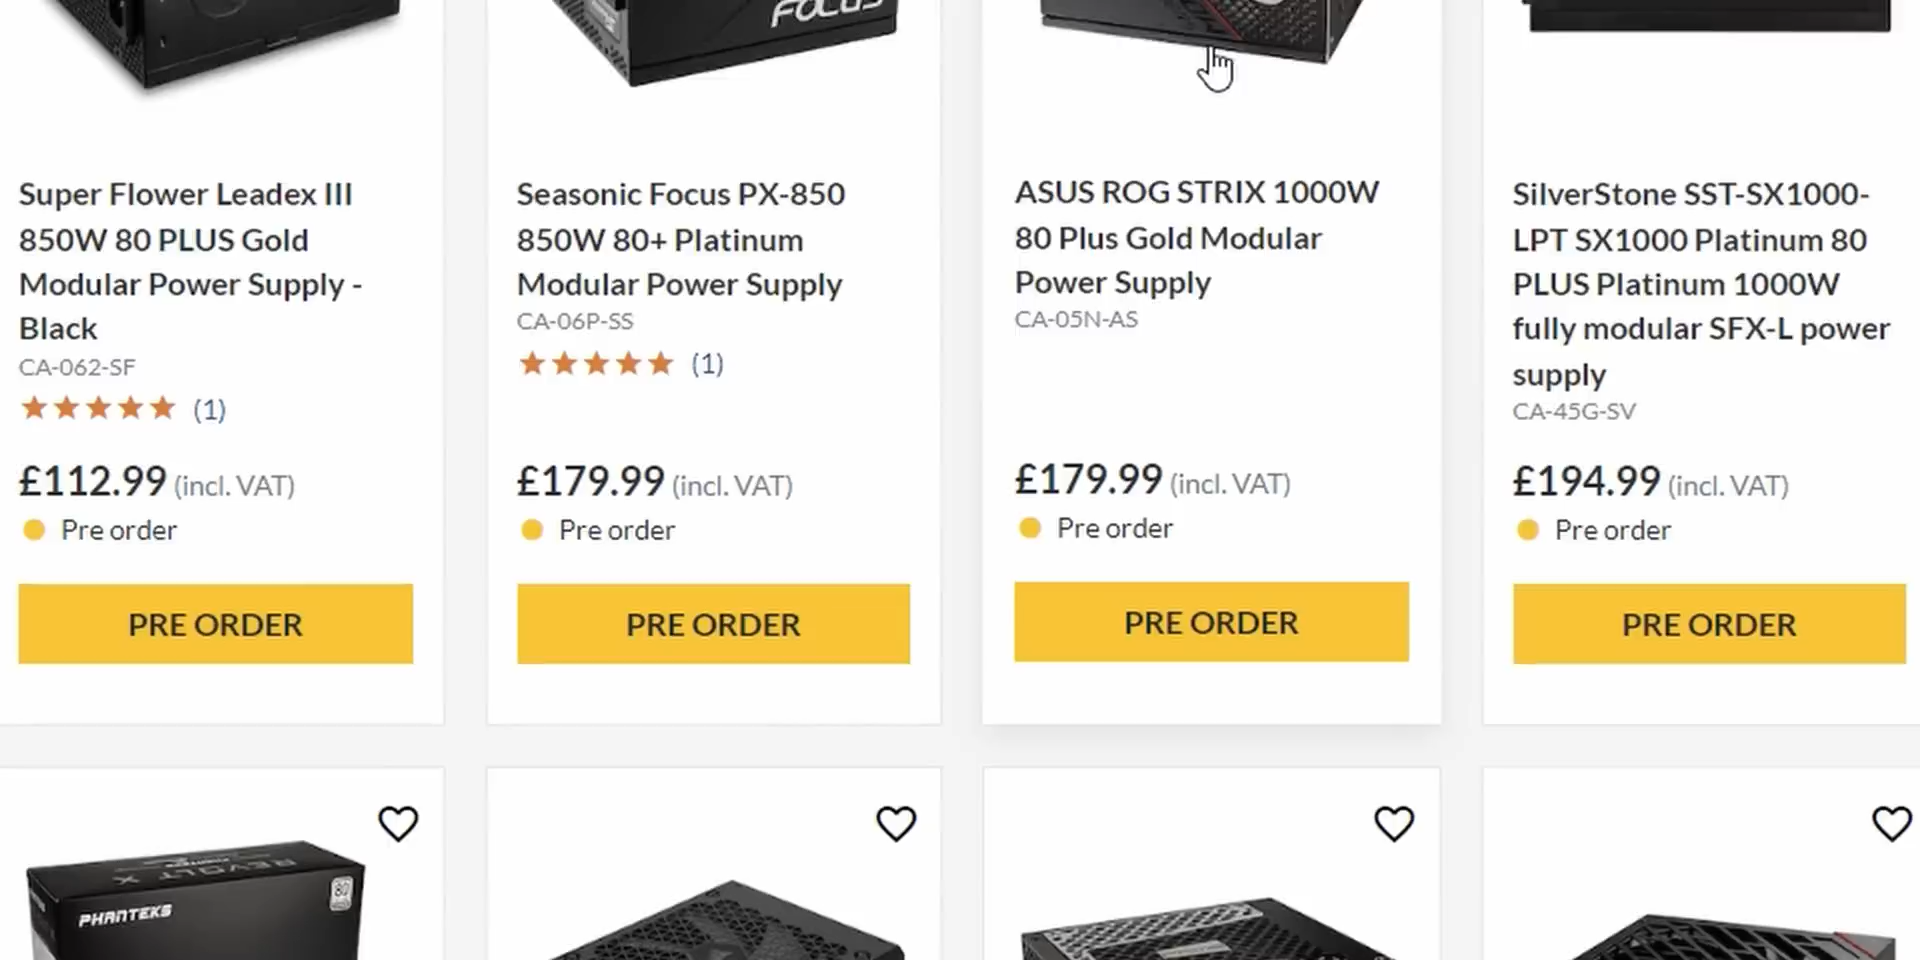 FOCUS
Super Flower Leadex III
850W 80 PLUS Gold
Modular Power Supply -
Black
CA-062-SF
(1)
£112.99 (incl. VAT)
Pre order
PRE ORDER
Seasonic Focus PX-850
850W 80+ Platinum
Modular Power Supply
CA-06P-SS
(1)
£179.99 (incl. VAT)
Pre order
PRE ORDER
ASUS ROG STRIX 1000W
80 Plus Gold Modular
Power Supply
CA-05N-AS
£179.99 (incl. VAT)
Pre order
PRE ORDER
SilverStone SST-SX1000-
LPT SX1000 Platinum 80
PLUS Platinum 1000W
fully modular SFX-L power
supply
CA-45G-SV
£194.99 (incl. VAT)
Pre order
PRE ORDER
REVOLT X
PHANTEKS
80